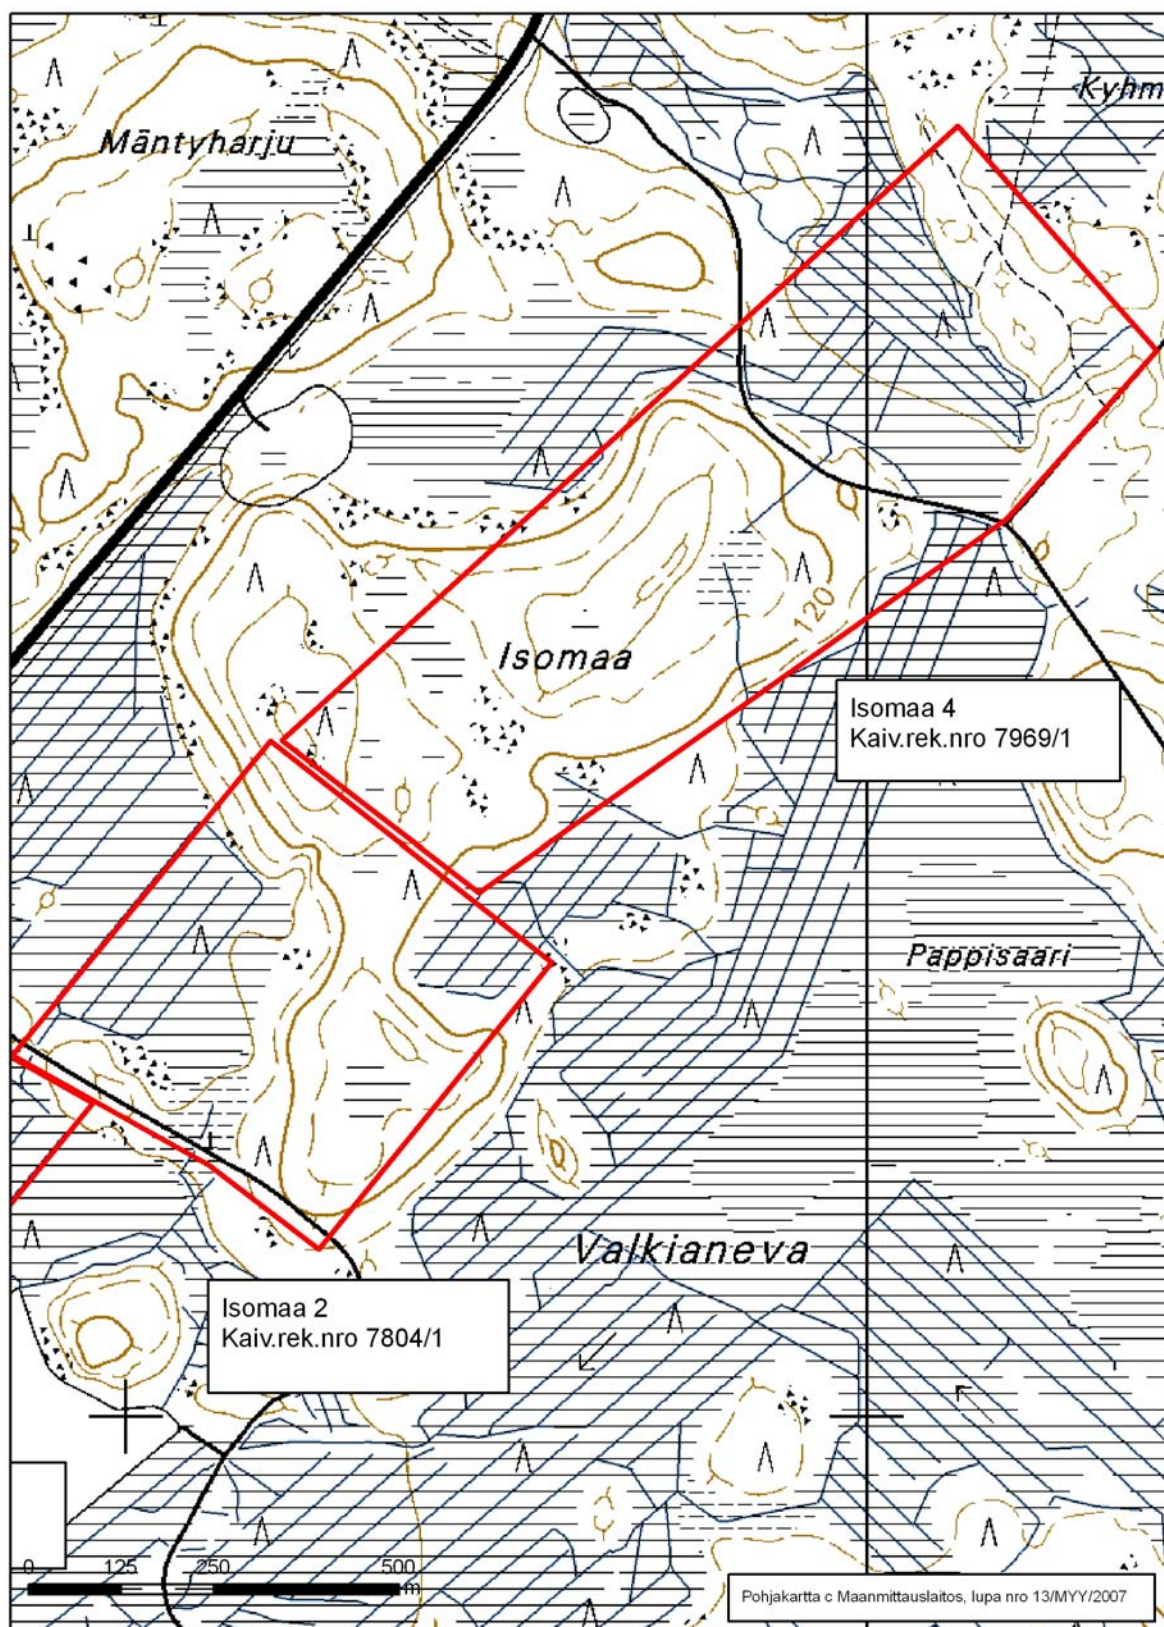 Kyhm
Mäntyharju
120
Isomaa
Isomaa 4
Kaiv.rek.nro 7969/1
Pappisaari
Valkianeva
Isomaa 2
Kaiv.rek.nro 7804/1
0 125 250 500
m
Pohjakartta c Maanmittauslaitos, lupa nro 13/MYY/2007